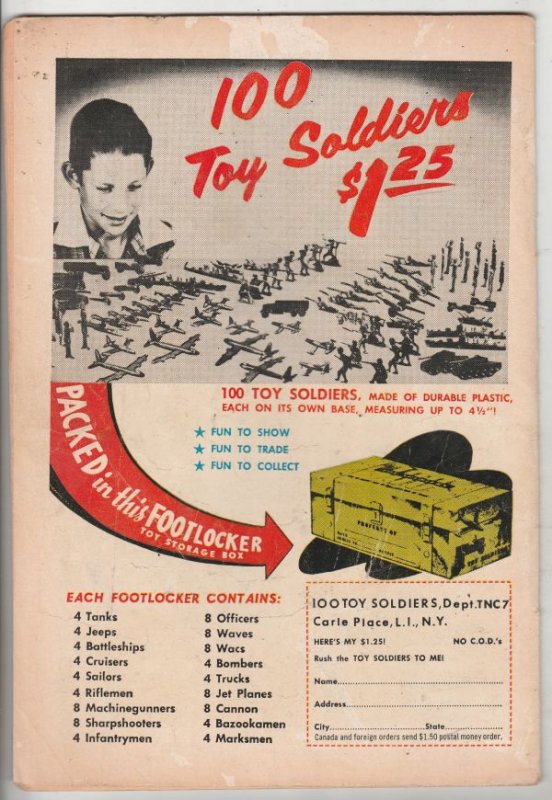 100
Toy Soldiers
$1.25
100 TOY SOLDIERS, MADE OF DURABLE PLASTIC,
EACH ON ITS OWN BASE, MEASURING UP TO 4½"!
★ FUN TO SHOW
★ FUN TO TRADE
★ FUN TO COLLECT
PACKED in this FOOTLOCKER
TOY STORAGE BOX
PROPERTY OF
EACH FOOTLOCKER CONTAINS:
4 Tanks
4 Jeeps
4 Battleships
4 Cruisers
4 Sailors
4 Riflemen
8 Machinegunners
8 Sharpshooters
4 Infantrymen
8 Officers
8 Waves
8 Wacs
4 Bombers
4 Trucks
8 Jet Planes
8 Cannon
4 Bazookamen
4 Marksmen
100 TOY SOLDIERS, Dept. TNC7
Carle Place, L.I., N.Y.
HERE'S MY $1.25! NO C.O.D.'s
Rush the TOY SOLDIERS TO ME!
Name
Address
City State
Canada and foreign orders send $1.50 postal money order.